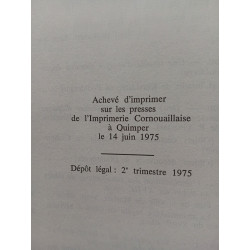 Achevé d'imprimer
sur les presses
de l'Imprimerie Cornouaillaise
à Quimper
le 14 juin 1975
Dépôt légal : 2e trimestre 1975